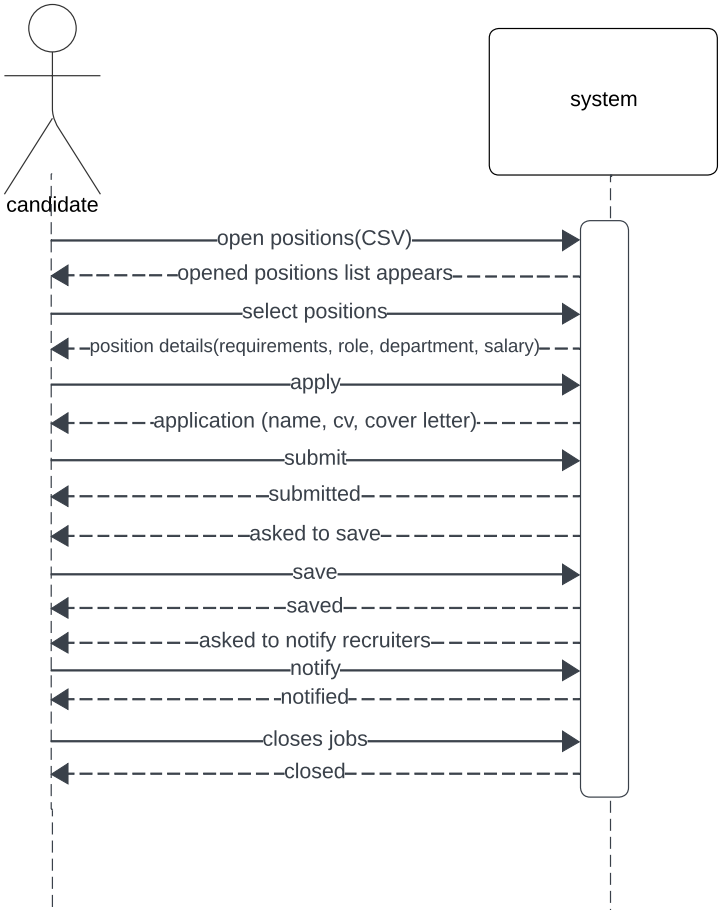 system
candidate
open positions(CSV)
opened positions list appears
select positions
position details(requirements, role, department, salary)
apply
application (name, cv, cover letter)
submit
submitted
asked to save
save
saved
asked to notify recruiters
notify
notified
closes jobs
closed